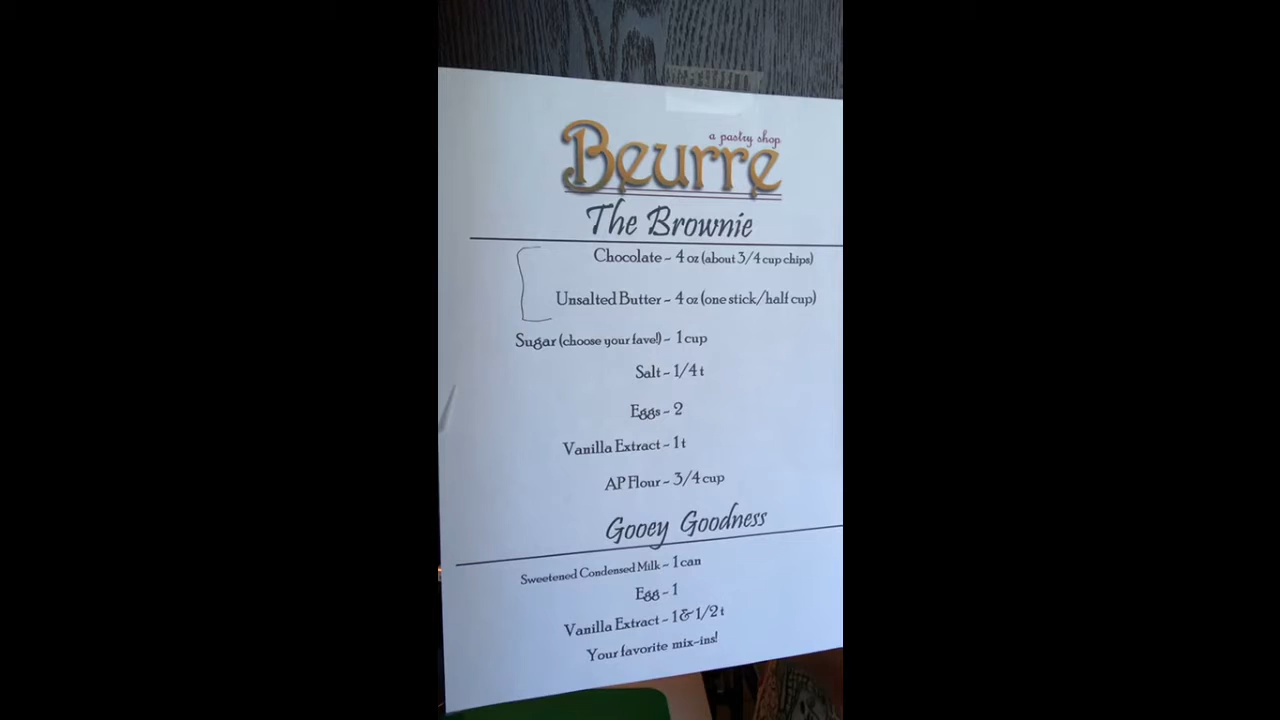 a pastry shop
Beurre
The Brownie
Chocolate ~ 4 oz (about 3/4 cup chips)
Unsalted Butter ~ 4 oz (one stick/half cup)
Sugar (choose your fave!) ~ 1 cup
Salt ~ 1/4 t
Eggs ~ 2
Vanilla Extract ~ 1 t
AP Flour ~ 3/4 cup
Gooey Goodness
Sweetened Condensed Milk ~ 1 can
Egg ~ 1
Vanilla Extract ~ 1 & 1/2 t
Your favorite mix-ins!